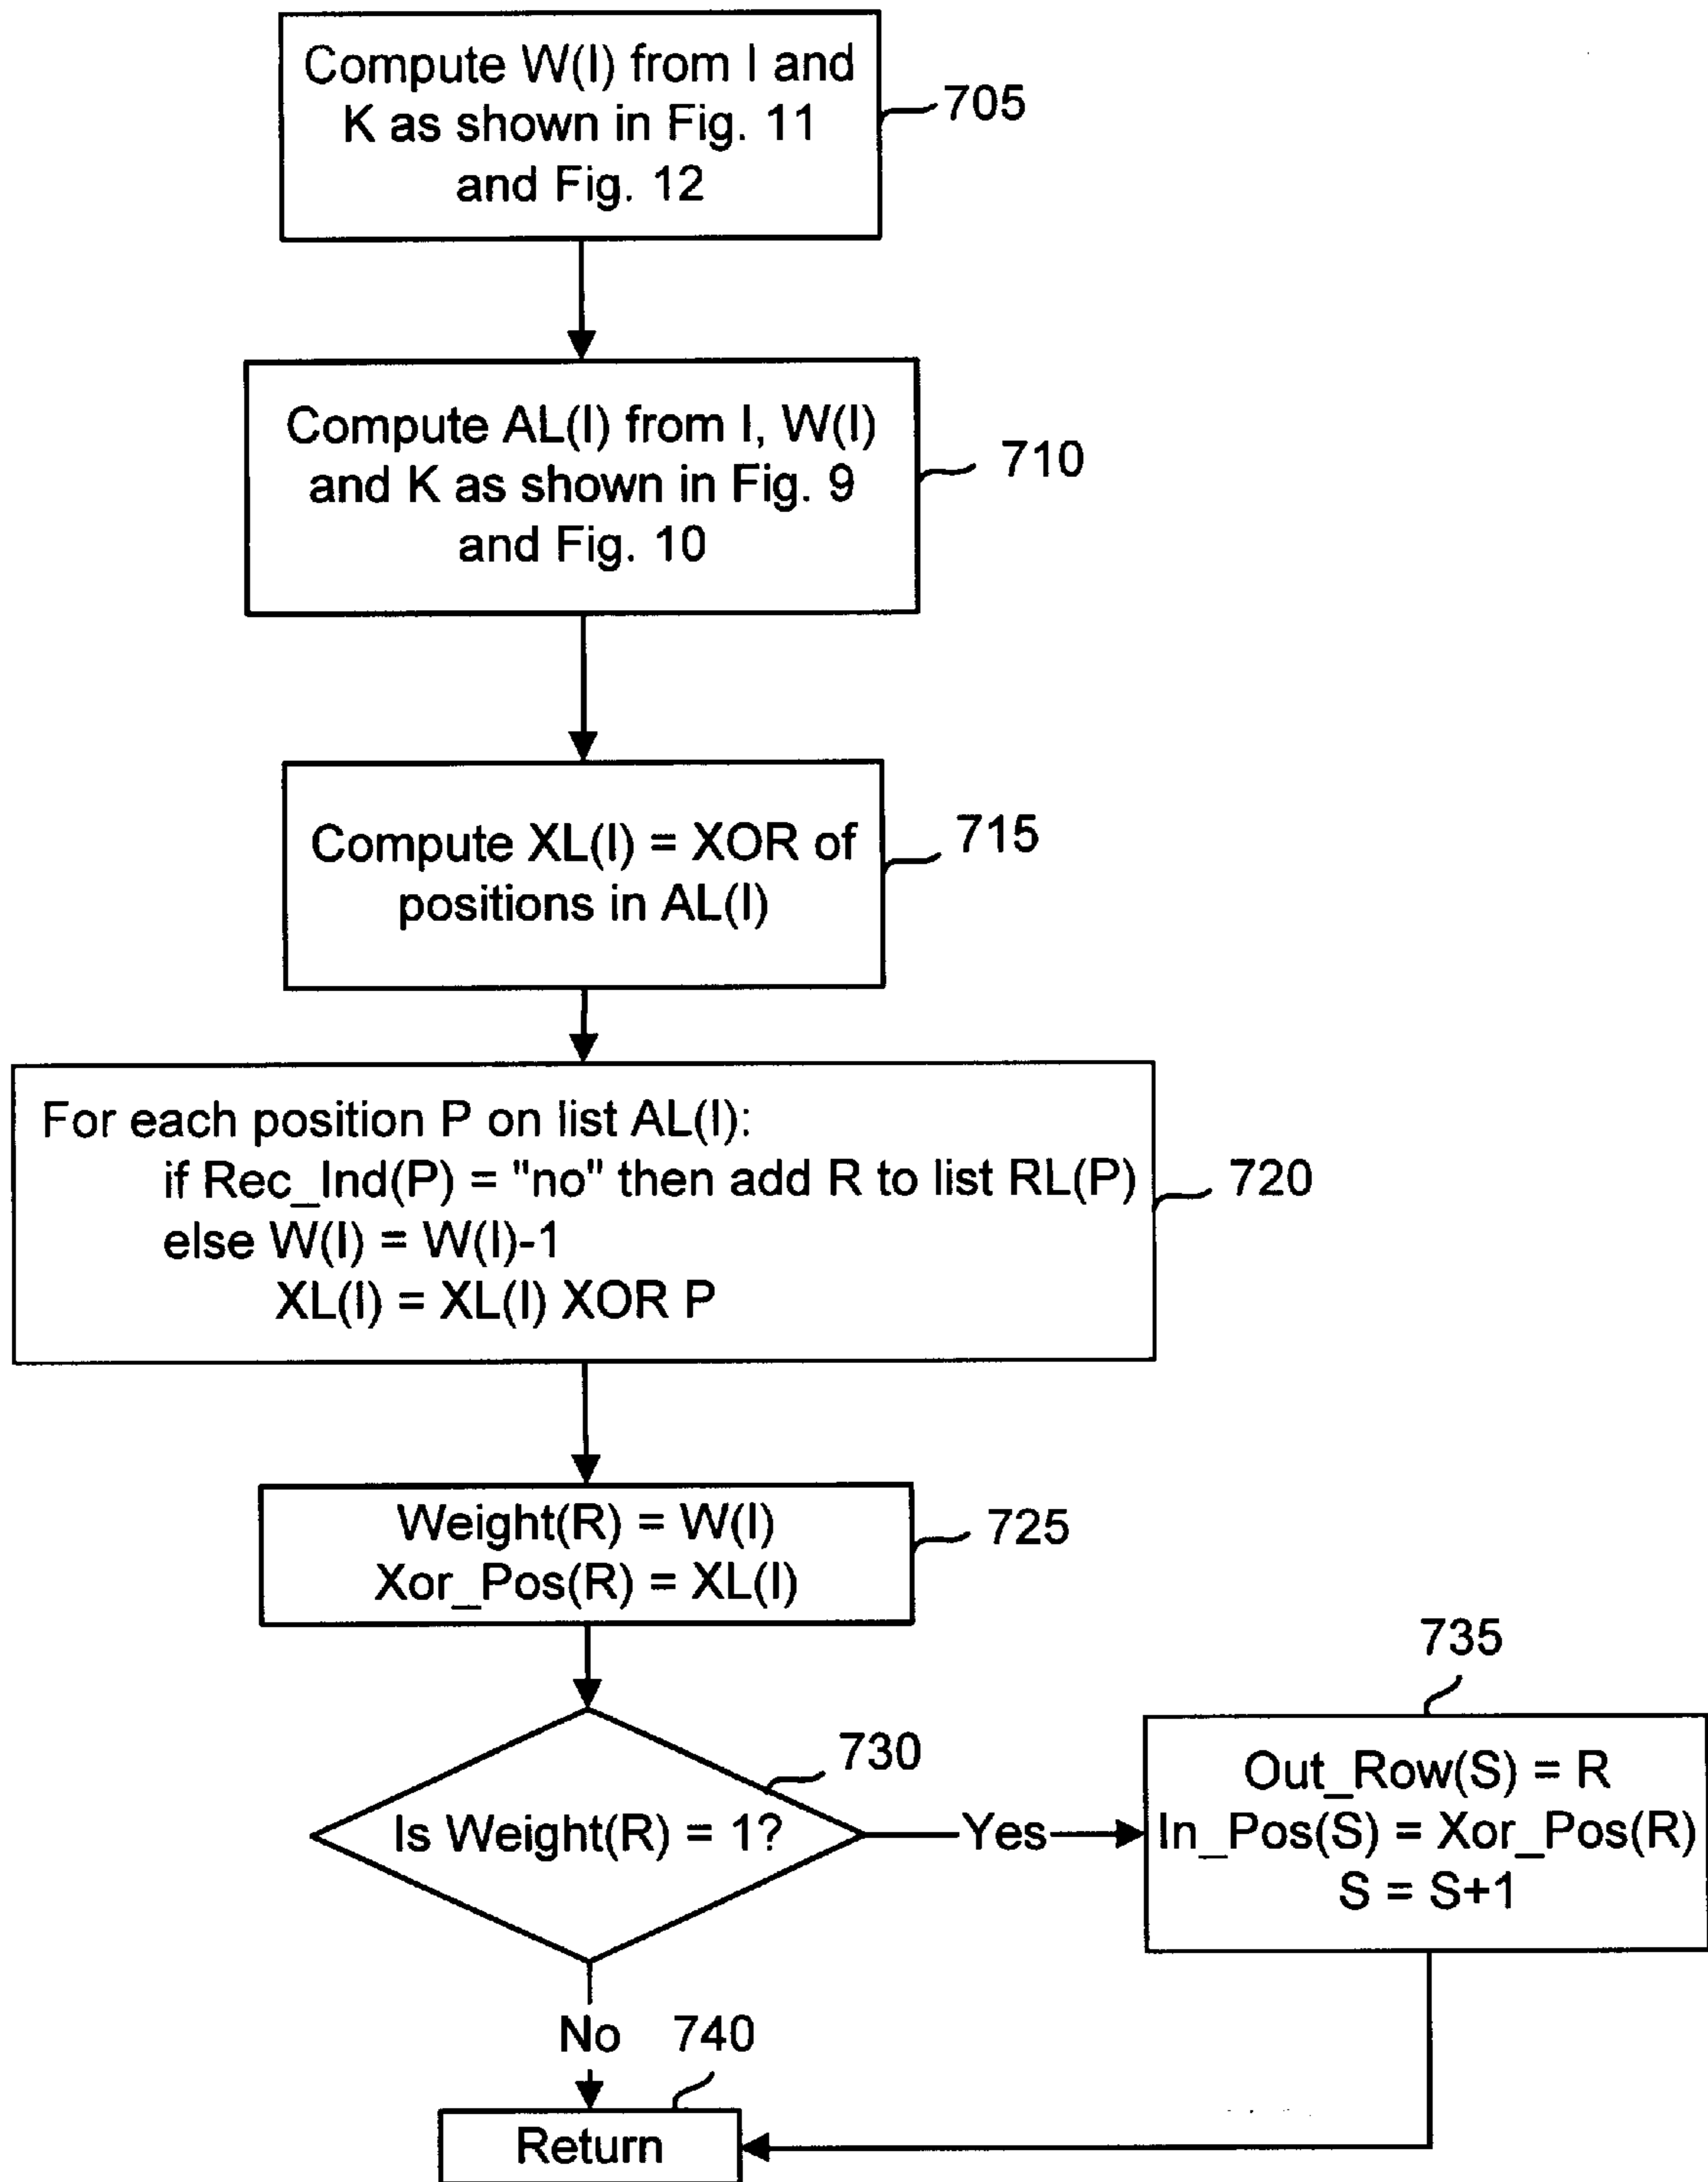 Compute W(I) from I and
K as shown in Fig. 11
and Fig. 12
705
Compute AL(I) from I, W(I)
and K as shown in Fig. 9
and Fig. 10
710
Compute XL(I) = XOR of
positions in AL(I)
715
For each position P on list AL(I):
if Rec_Ind(P) = "no" then add R to list RL(P)
else W(I) = W(I)-1
XL(I) = XL(I) XOR P
720
Weight(R) = W(I)
Xor_Pos(R) = XL(I)
725
Is Weight(R) = 1?
730
Yes
735
Out_Row(S) = R
In_Pos(S) = Xor_Pos(R)
S = S+1
No
740
Return